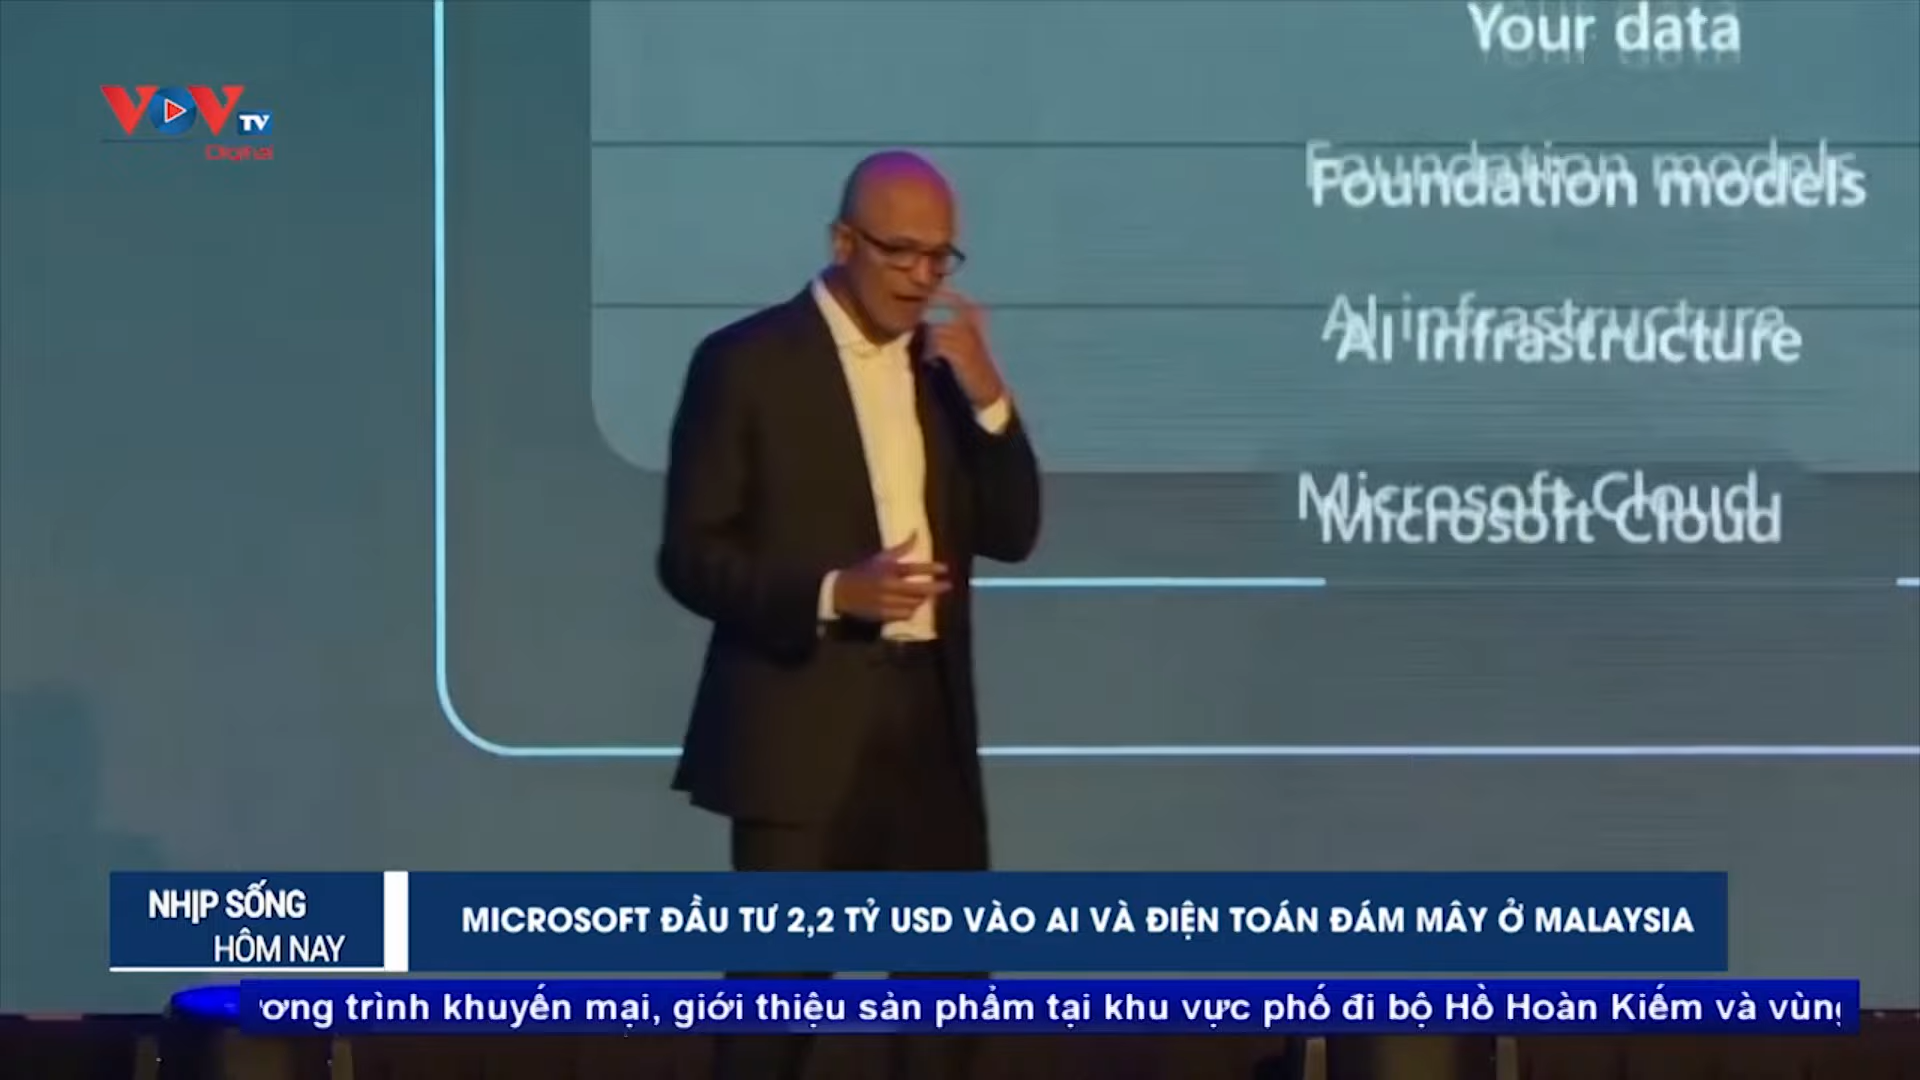 Your data
VOV TV
Digital
Foundation models
AI infrastructure
Microsoft Cloud
NHỊP SỐNG
HÔM NAY
MICROSOFT ĐẦU TƯ 2,2 TỶ USD VÀO AI VÀ ĐIỆN TOÁN ĐÁM MÂY Ở MALAYSIA
trình khuyến mại, giới thiệu sản phẩm tại khu vực phố đi bộ Hồ Hoàn Kiếm và